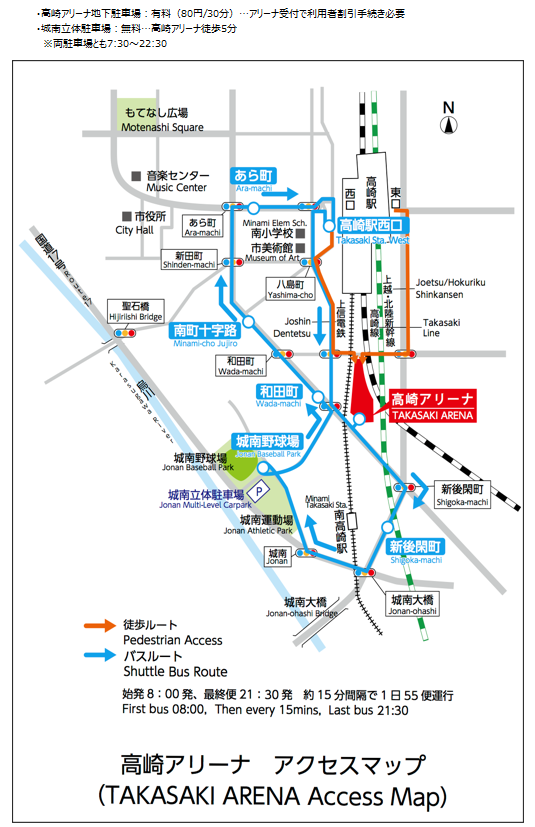 ・高崎アリーナ地下駐車場：有料（80円/30分）…アリーナ受付で利用者割引手続き必要
・城南立体駐車場：無料…高崎アリーナ徒歩5分
※両駐車場とも7:30～22:30
N
もてなし広場
Motenashi Square
音楽センター
Music Center
あら町
Ara-machi
西口
高崎駅
東口
市役所
City Hall
あら町
Ara-machi
Minami Elem Sch.
南小学校
市美術館
Museum of Art
高崎駅西口
Takasaki Sta. West
新田町
Shinden-machi
八島町
Yashima-cho
国道17号
Route17
聖石橋
Hijiriishi Bridge
南町十字路
Minami-cho Jujiro
上信電鉄
Joshin
Dentetsu
高崎線
上越・北陸新幹線
Joetsu/Hokuriku
Shinkansen
Takasaki
Line
和田町
Wada-machi
烏川
Karasugawa River
和田町
Wada-machi
高崎アリーナ
TAKASAKI ARENA
城南野球場
Jonan Baseball Park
城南野球場
Jonan Baseball Park
城南立体駐車場
Jonan Multi-Level Carpark
P
城南運動場
Jonan Athletic Park
Minami
Takasaki Sta.
南高崎駅
新後閑町
Shigoka-machi
新後閑町
Shigoka-machi
城南
Jonan
城南大橋
Jonan-ohashi Bridge
城南大橋
Jonan-ohashi
徒歩ルート
Pedestrian Access
バスルート
Shuttle Bus Route
始発8：00発、最終便21：30発　約15分間隔で1日55便運行
First bus 08:00, Then every 15mins, Last bus 21:30
高崎アリーナ　アクセスマップ
(TAKASAKI ARENA Access Map)